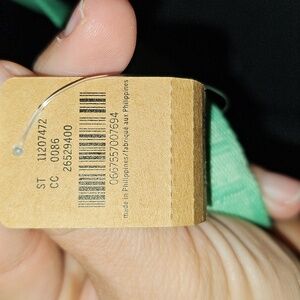 ST 11207472
CC 0086
26529400
0667557007694
made in Philippines/fabriqué aux Philippines